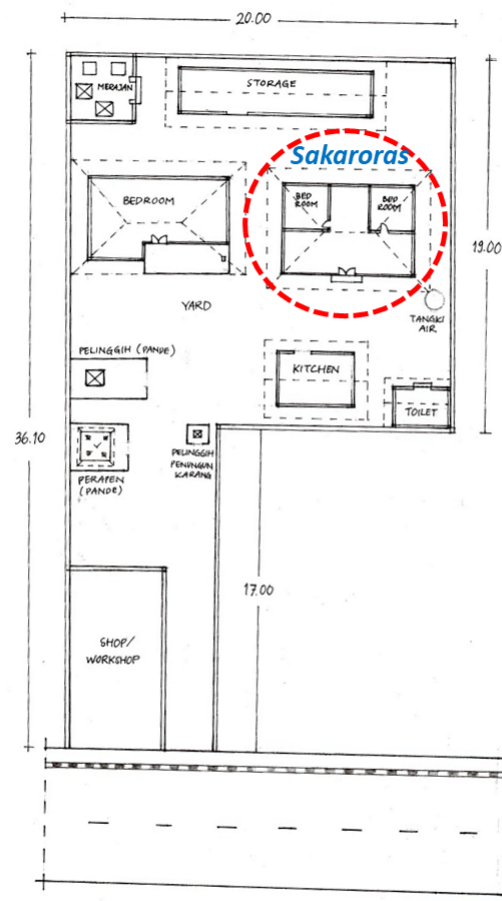 20.00
MERAJAN
STORAGE
Sakaroras
BEDROOM
BED
ROOM
BED
ROOM
19.00
YARD
TANGKI
AIR
PELINGGIH (PANDE)
KITCHEN
TOILET
36.10
PELINGGIH
PENUNGUN
KARANG
PERAPEN
(PANDE)
17.00
SHOP/
WORKSHOP